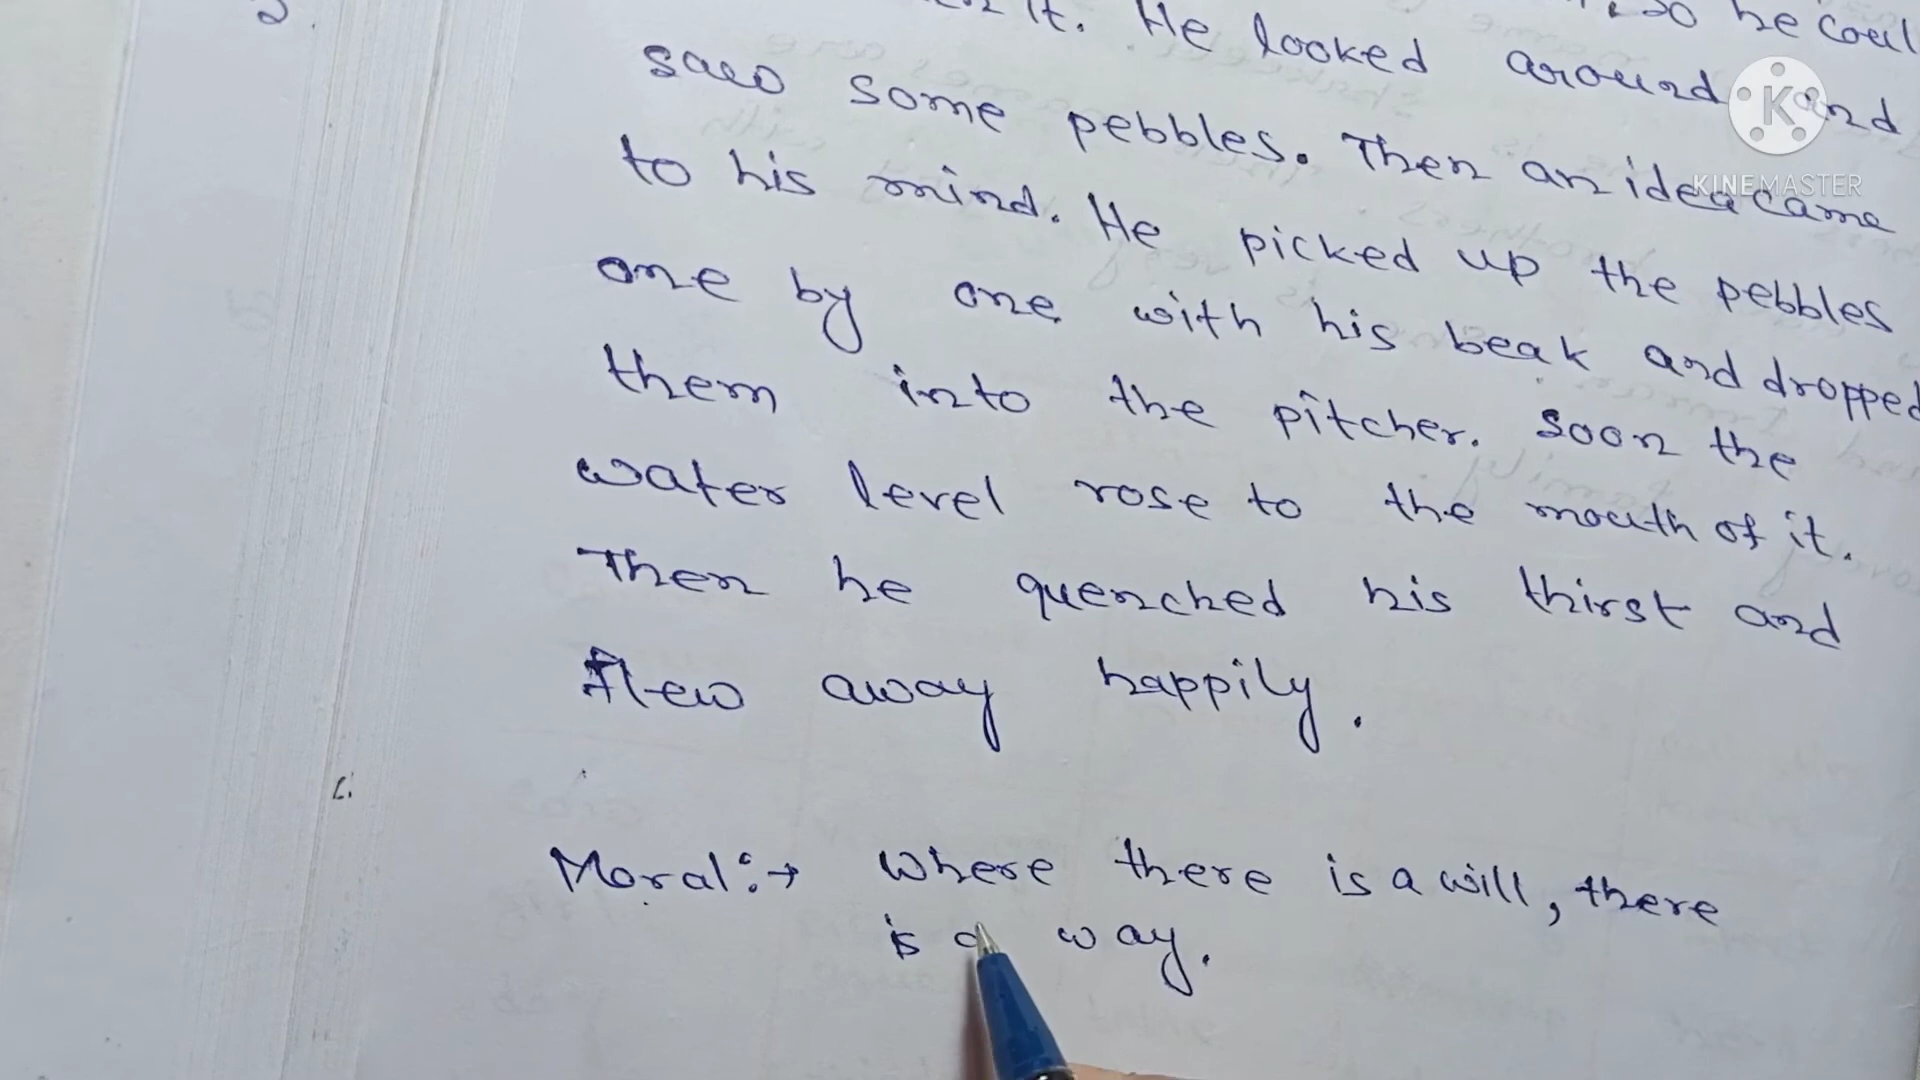 it. He looked around and
saw some pebbles. Then an idea came
to his mind. He picked up the pebbles
one by one with his beak and dropped
them into the pitcher. Soon the
water level rose to the mouth of it.
Then he quenched his thirst and
flew away happily.
Moral:→ Where there is a will, there
is a way.
KINEMASTER